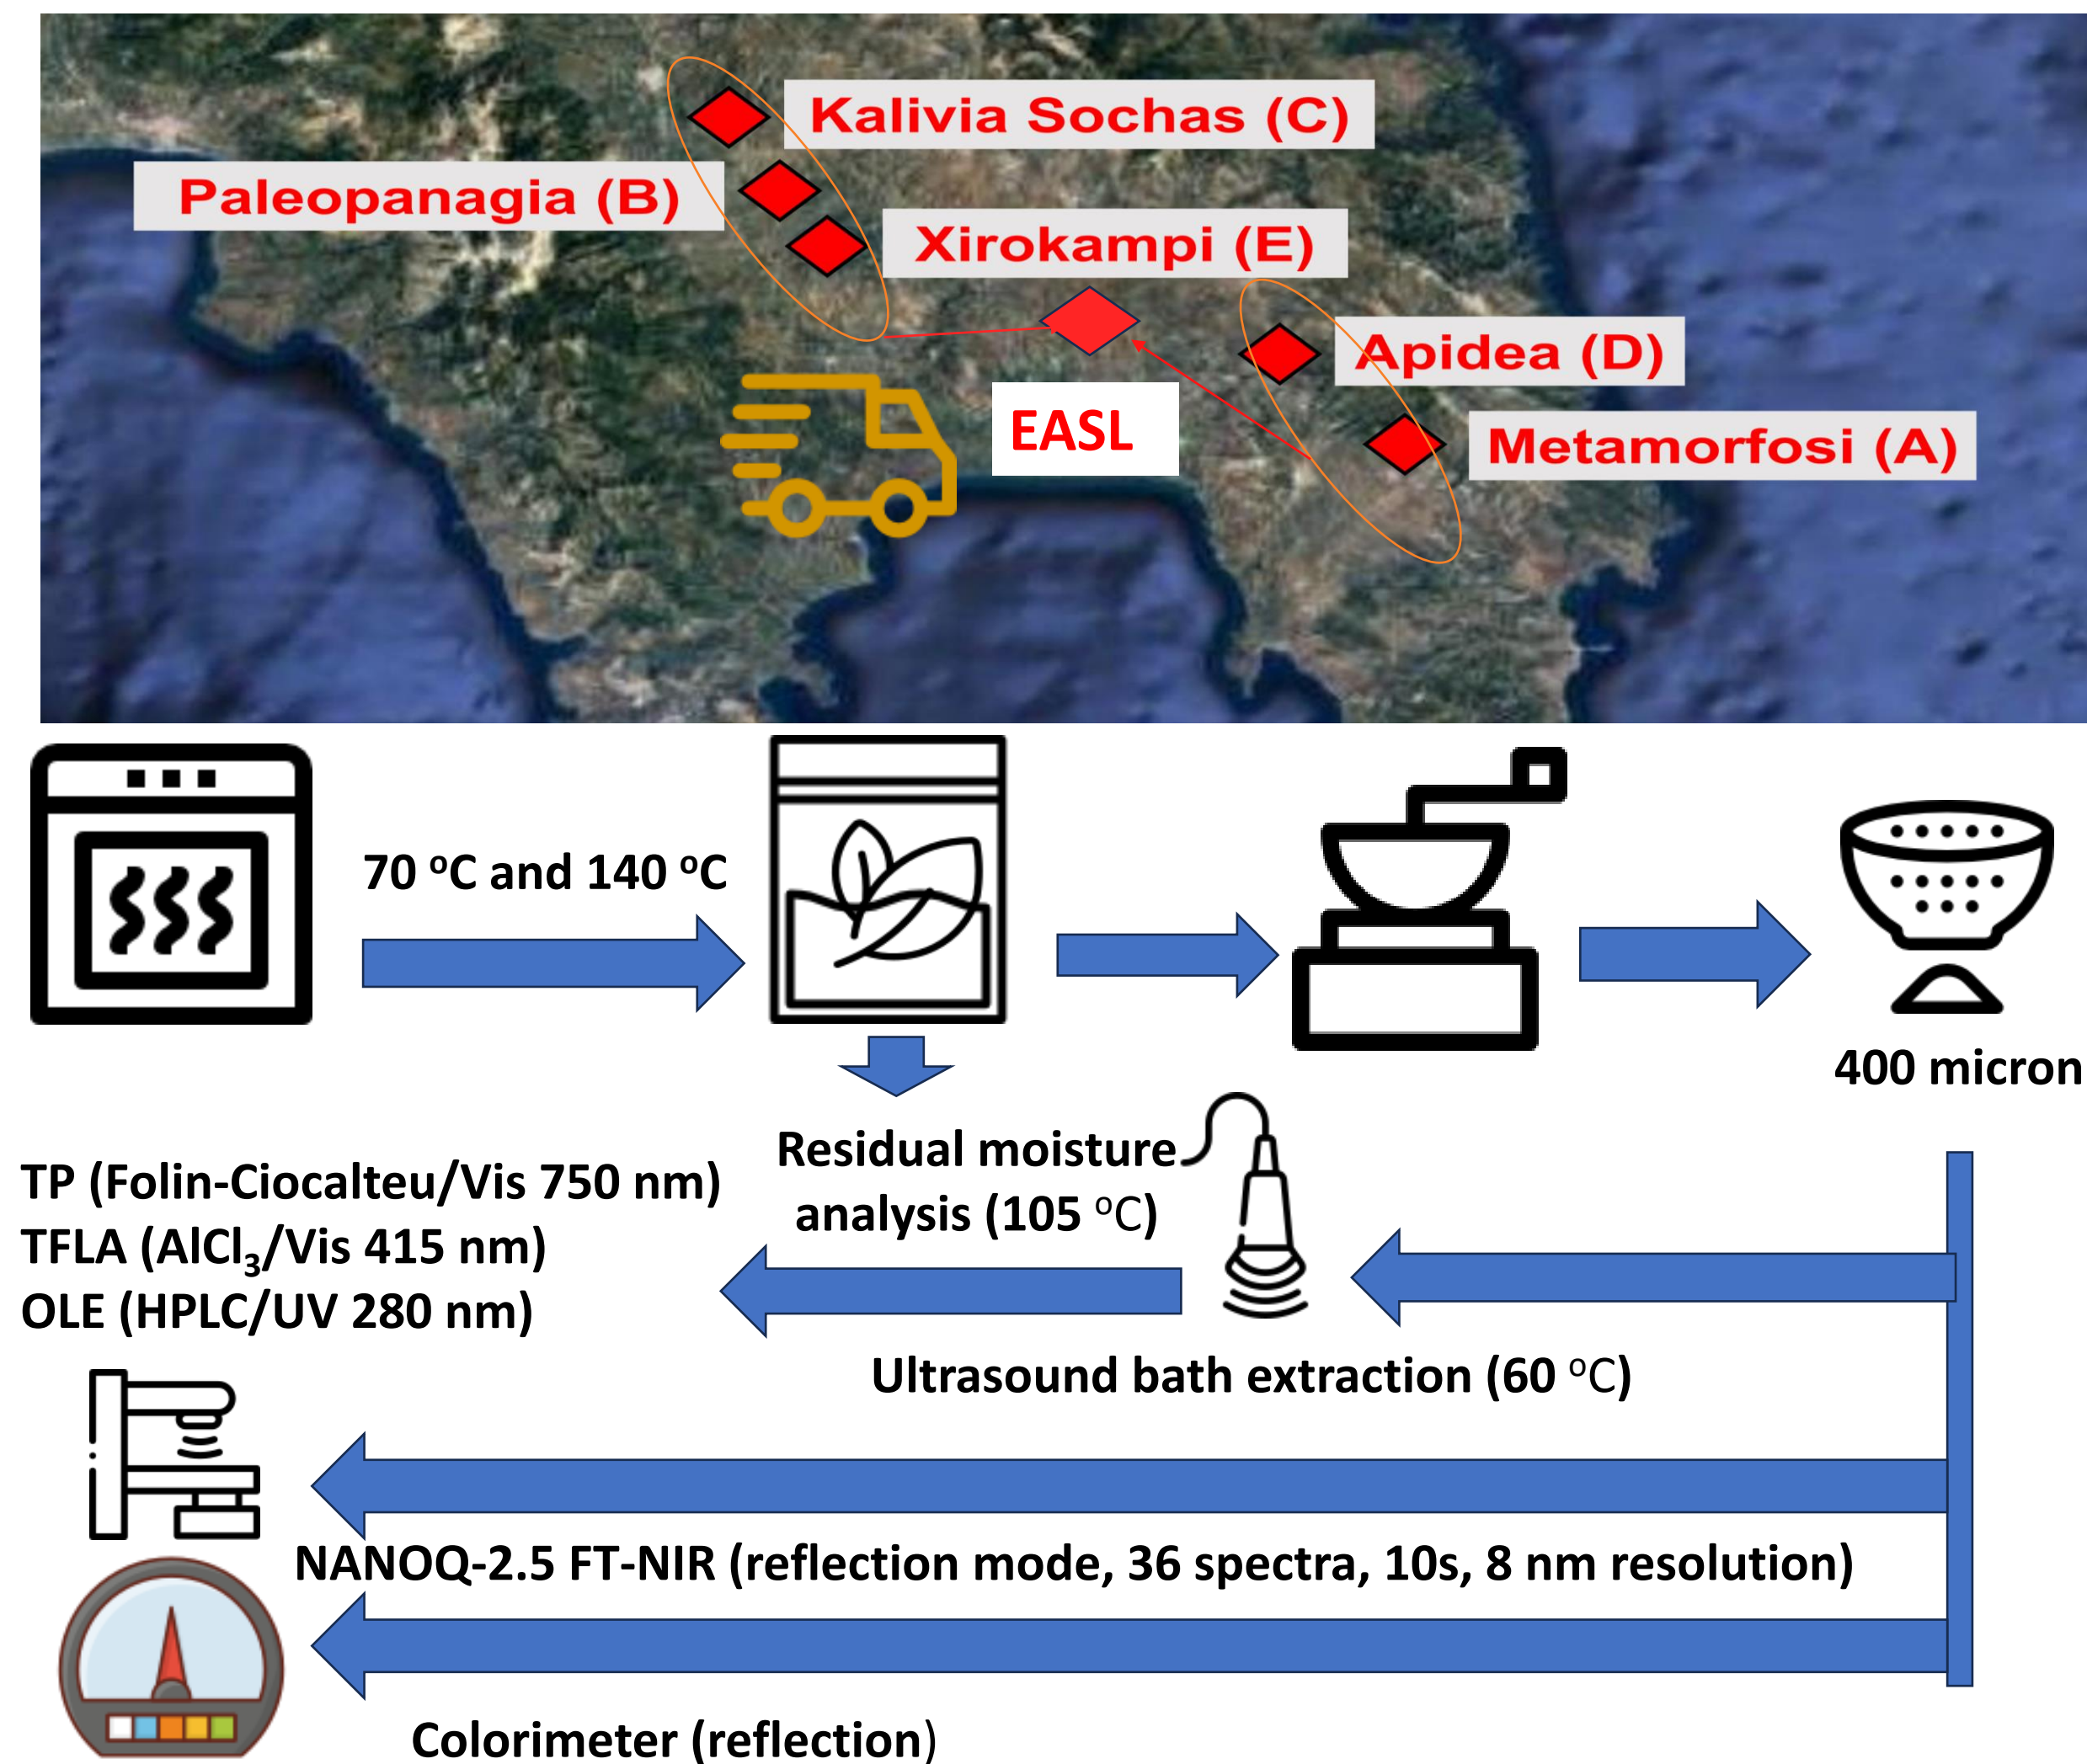 Kalivia Sochas (C)
Paleopanagia (B)
Xirokampi (E)
Apidea (D)
EASL
Metamorfosi (A)
70 °C and 140 °C
400 micron
Residual moisture
analysis (105 °C)
TP (Folin-Ciocalteu/Vis 750 nm)
TFLA (AlCl₃/Vis 415 nm)
OLE (HPLC/UV 280 nm)
Ultrasound bath extraction (60 °C)
NANOQ-2.5 FT-NIR (reflection mode, 36 spectra, 10s, 8 nm resolution)
Colorimeter (reflection)